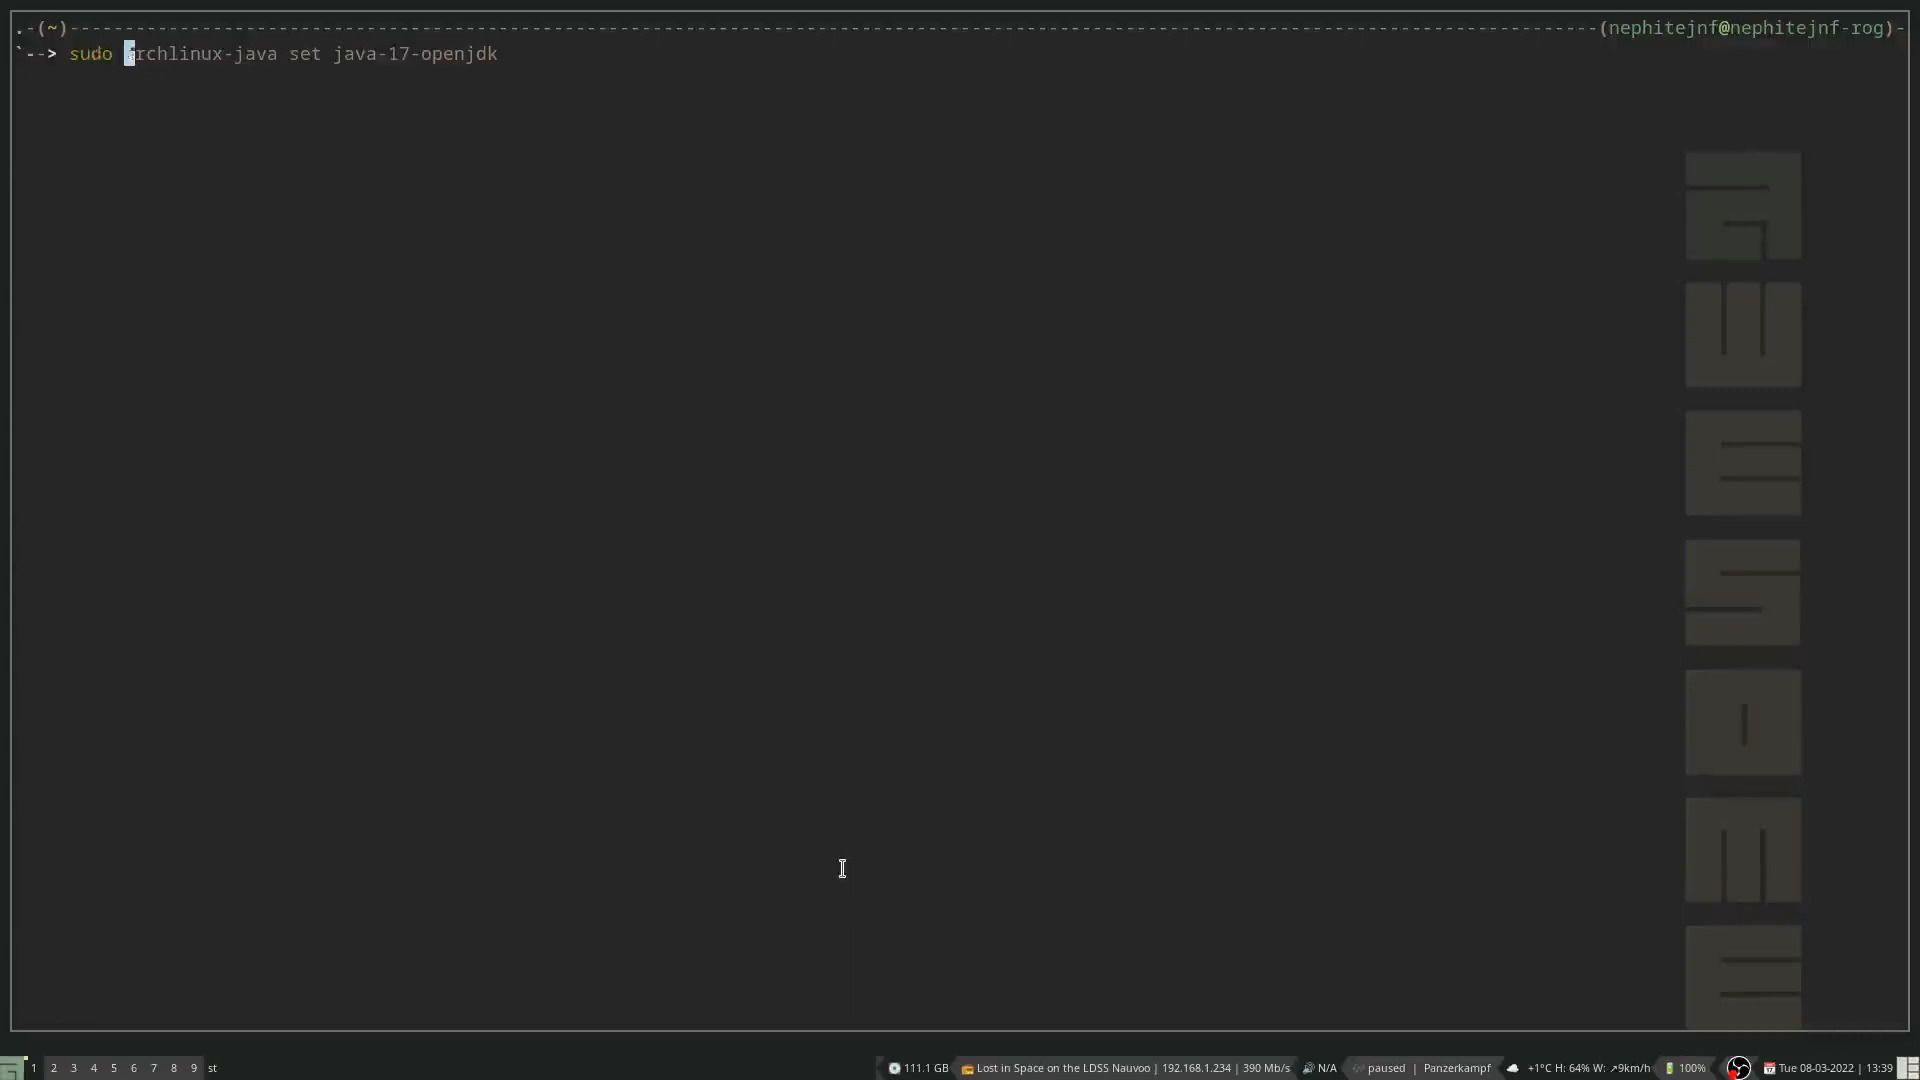 .-(~)------------------------------------------------------------------------------------------------------------------------------------------(nephitejnf@nephitejnf-rog)-
`--> sudo archlinux-java set java-17-openjdk
1 2 3 4 5 6 7 8 9 st 111.1 GB Lost in Space on the LDSS Nauvoo | 192.168.1.234 | 390 Mb/s N/A paused | Panzerkampf +1°C H: 64% W: ↗9km/h 100% Tue 08-03-2022 | 13:39